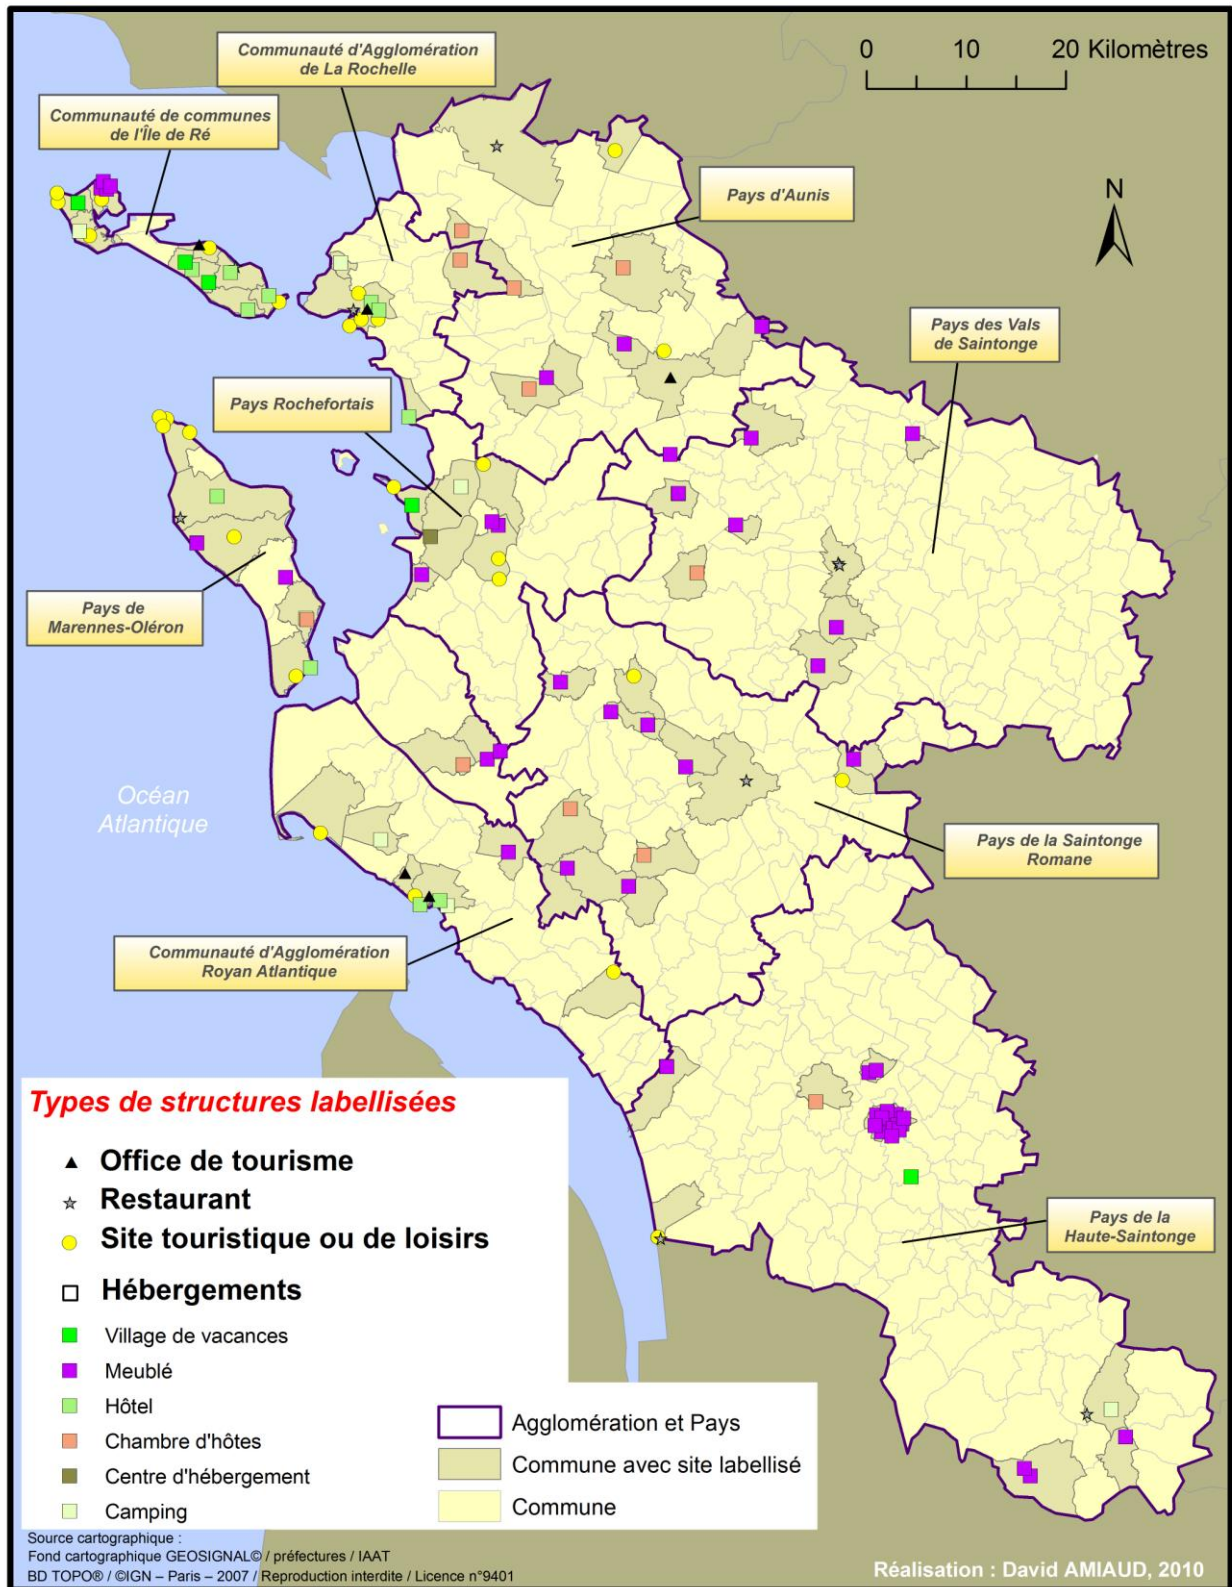 Communauté d'Agglomération
de La Rochelle
0 10 20 Kilomètres
Communauté de communes
de l'Île de Ré
Pays d'Aunis
N
Pays des Vals
de Saintonge
Pays Rochefortais
Pays de
Marennes-Oléron
Océan
Atlantique
Pays de la Saintonge
Romane
Communauté d'Agglomération
Royan Atlantique
Pays de la
Haute-Saintonge
Types de structures labellisées
Office de tourisme
Restaurant
Site touristique ou de loisirs
Hébergements
Village de vacances
Meublé
Hôtel
Chambre d'hôtes
Centre d'hébergement
Camping
Agglomération et Pays
Commune avec site labellisé
Commune
Source cartographique :
Fond cartographique GEOSIGNAL© / préfectures / IAAT
BD TOPO® / ©IGN – Paris – 2007 / Reproduction interdite / Licence n°9401
Réalisation : David AMIAUD, 2010